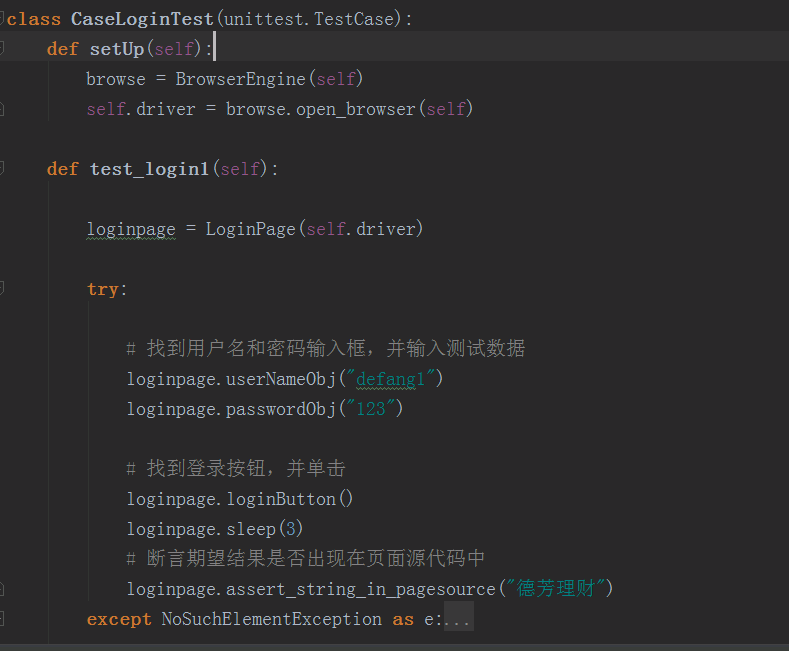 class CaseLoginTest(unittest.TestCase):
def setUp(self):
browse = BrowserEngine(self)
self.driver = browse.open_browser(self)
def test_login1(self):
loginpage = LoginPage(self.driver)
try:
# 找到用户名和密码输入框，并输入测试数据
loginpage.userNameObj("defang1")
loginpage.passwordObj("123")
# 找到登录按钮，并单击
loginpage.loginButton()
loginpage.sleep(3)
# 断言期望结果是否出现在页面源代码中
loginpage.assert_string_in_pagesource("德芳理财")
except NoSuchElementException as e:...